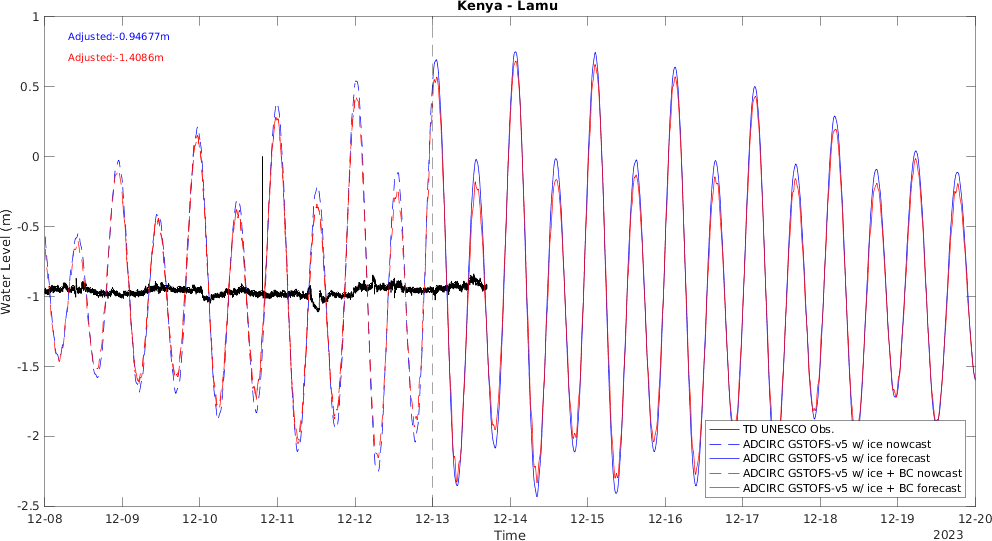 Kenya - Lamu
Adjusted:-0.94677m
Adjusted:-1.4086m
Water Level (m)
1
0.5
0
-0.5
-1
-1.5
-2
-2.5
TD UNESCO Obs.
ADCIRC GSTOFS-v5 w/ ice nowcast
ADCIRC GSTOFS-v5 w/ ice forecast
ADCIRC GSTOFS-v5 w/ ice + BC nowcast
ADCIRC GSTOFS-v5 w/ ice + BC forecast
12-08 12-09 12-10 12-11 12-12 12-13 12-14 12-15 12-16 12-17 12-18 12-19 12-20
Time
2023